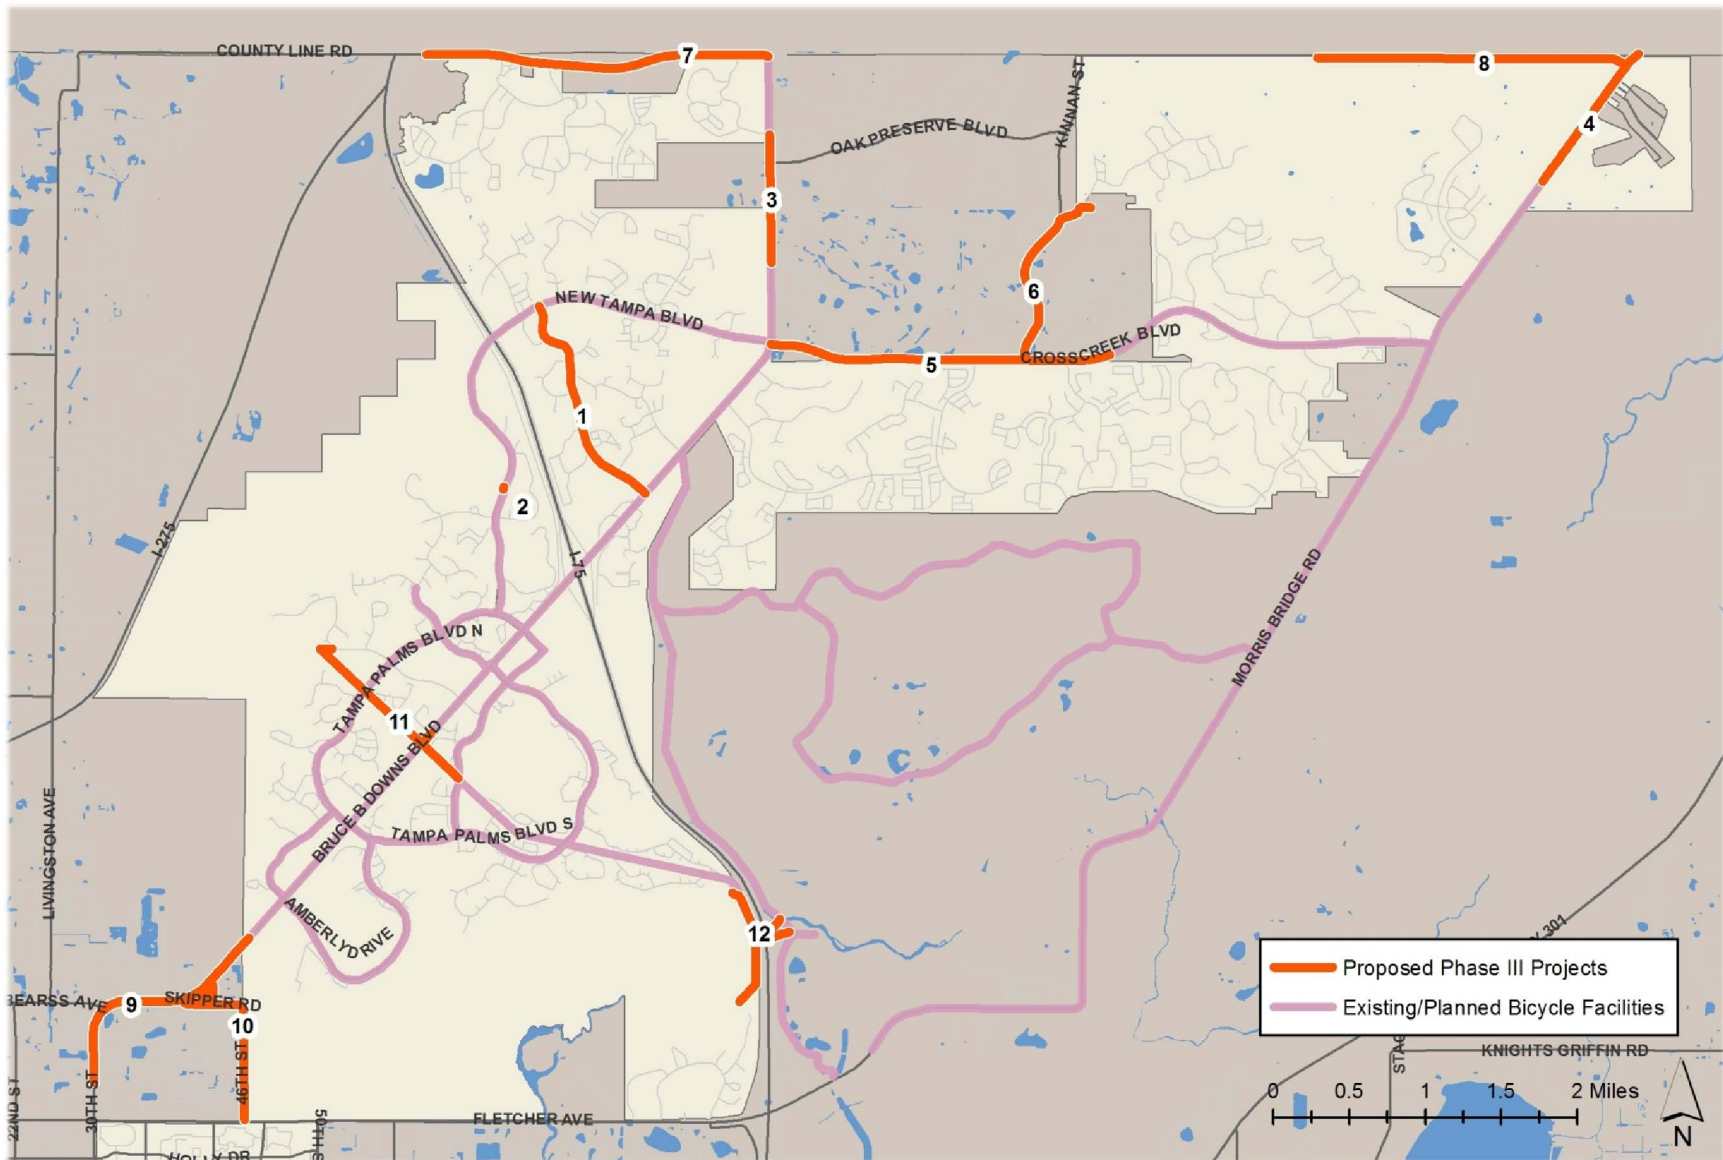 COUNTY LINE RD
7
8
KINNAN ST
4
OAK PRESERVE BLVD
3
6
NEW TAMPA BLVD
CROSSCREEK BLVD
5
1
2
I-275
I-75
TAMPA PALMS BLVD N
MORRIS BRIDGE RD
11
BRUCE B DOWNS BLVD
TAMPA PALMS BLVD S
LIVINGSTON AVE
AMBERLY DRIVE
12
301
Proposed Phase III Projects
Existing/Planned Bicycle Facilities
BEARSS AVE
9
SKIPPER RD
10
46TH ST
30TH ST
22ND ST
50TH S
FLETCHER AVE
HOLLY DR
KNIGHTS GRIFFIN RD
STAC
0 0.5 1 1.5 2 Miles
N